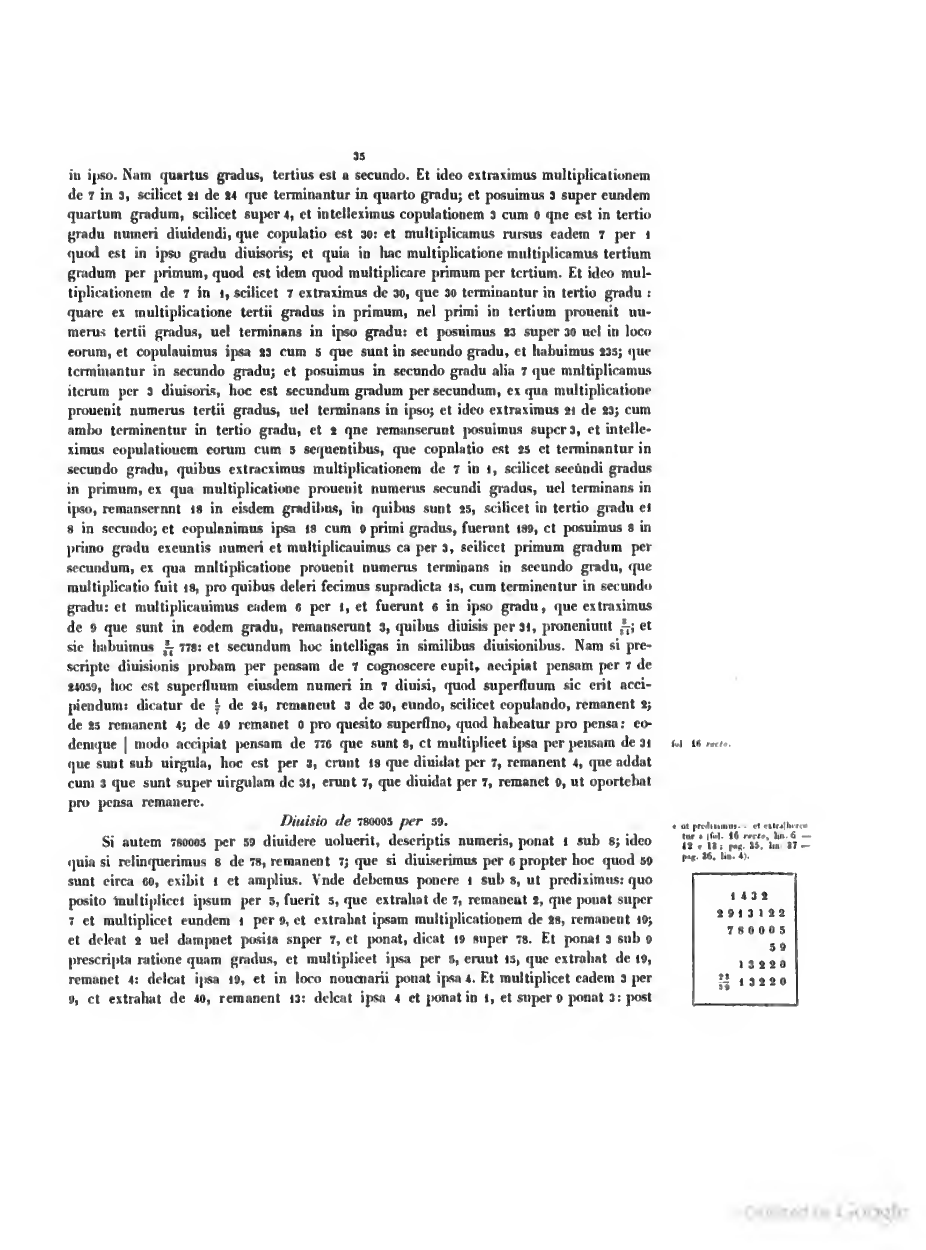 35
in ipso. Nam quartus gradus, tertius est a secundo. Et ideo extraximus multiplicationem
de 7 in 3, scilicet 21 de 24 que terminantur in quarto gradu; et posuimus 3 super eundem
quartum gradum, scilicet super 4, et intelleximus copulationem 3 cum 0 que est in tertio
gradu numeri diuidendi, que copulatio est 30: et multiplicamus rursus eadem 7 per 1
quod est in ipso gradu diuisoris; et quia in hac multiplicatione multiplicamus tertium
gradum per primum, quod est idem quod multiplicare primum per tertium. Et ideo mul-
tiplicationem de 7 in 1, scilicet 7 extraximus de 30, que 30 terminantur in tertio gradu :
quare ex multiplicatione tertii gradus in primum, uel primi in tertium prouenit nu-
merus tertii gradus, uel terminans in ipso gradu: et posuimus 23 super 30 uel in loco
eorum, et copulauimus ipsa 23 cum 5 que sunt in secundo gradu, et habuimus 235; que
terminantur in secundo gradu; et posuimus in secundo gradu alia 7 que multiplicamus
iterum per 3 diuisoris, hoc est secundum gradum per secundum, ex qua multiplicatione
prouenit numerus tertii gradus, uel terminans in ipso; et ideo extraximus 21 de 23; cum
ambo terminentur in tertio gradu, et 2 que remanserunt posuimus super 3, et intelle-
ximus copulationem eorum cum 5 sequentibus, que copulatio est 25 et terminantur in
secundo gradu, quibus extracximus multiplicationem de 7 in 1, scilicet secundi gradus
in primum, ex qua multiplicatione prouenit numerus secundi gradus, uel terminans in
ipso, remanserunt 18 in eisdem gradibus, in quibus sunt 25, scilicet in tertio gradu et
8 in secundo; et copulauimus ipsa 18 cum 9 primi gradus, fuerunt 189, et posuimus 8 in
primo gradu exeuntis numeri et multiplicauimus ea per 3, scilicet primum gradum per
secundum, ex qua multiplicatione prouenit numerus terminans in secundo gradu, que
multiplicatio fuit 18, pro quibus deleri fecimus supradicta 15, cum terminentur in secundo
gradu: et multiplicauimus eadem 6 per 1, et fuerunt 6 in ipso gradu, que extraximus
de 9 que sunt in eodem gradu, remanserunt 3, quibus diuisis per 31, proueniunt 3/31; et
sic habuimus 3/31 778: et secundum hoc intelligas in similibus diuisionibus. Nam si pre-
scripte diuisionis probam per pensam de 7 cognoscere cupit, accipiat pensam per 7 de
24059, hoc est superfluum eiusdem numeri in 7 diuisi, quod superfluum sic erit acci-
piendum: dicatur de 1/7 de 24, remanent 3 de 30, eundo, scilicet copulando, remanent 2;
de 25 remanent 4; de 49 remanet 0 pro quesito superfluo, quod habeatur pro pensa: eo-
demque | modo accipiat pensam de 776 que sunt 8, et multiplicet ipsa per pensam de 31
que sunt sub uirgula, hoc est per 3, erunt 18 que diuidat per 7, remanent 4, que addat
cum 3 que sunt super uirgulam de 31, erunt 7, que diuidat per 7, remanet 0, ut oportebat
pro pensa remanere.
fol 16 recto.
Diuisio de 780005 per 59.
Si autem 780005 per 59 diuidere uoluerit, descriptis numeris, ponat 1 sub 8; ideo
quia si relinquerimus 8 de 78, remanent 7; que si diuiserimus per 6 propter hoc quod 59
sunt circa 60, exibit 1 et amplius. Vnde debemus ponere 1 sub 8, ut prediximus: quo
posito multiplicet ipsum per 5, fuerit 5, que extrahat de 7, remanent 2, que ponat super
7 et multiplicet eundem 1 per 9, et extrahat ipsam multiplicationem de 28, remanent 19;
et deleat 2 uel dampnet posita super 7, et ponat, dicat 19 super 78. Et ponat 3 sub 0
prescripta ratione quam gradus, et multiplicet ipsa per 5, erunt 15, que extrahat de 19,
remanet 4: deleat ipsa 19, et in loco nouenarii ponat ipsa 4. Et multiplicet eadem 3 per
9, et extrahat de 40, remanent 13: deleat ipsa 4 et ponat in 1, et super 0 ponat 3: post
« ut prediximus. . et extra|heren
tur » (fol. 16 recto, lin. 6 —
12 e 13; pag. 35, lin. 37 —
pag. 36, lin. 4).
1 4 3 2
2 9 1 3 1 2 2
7 8 0 0 0 5
5 9
1 3 2 2 0
23/59 1 3 2 2 0
Digitized by Google